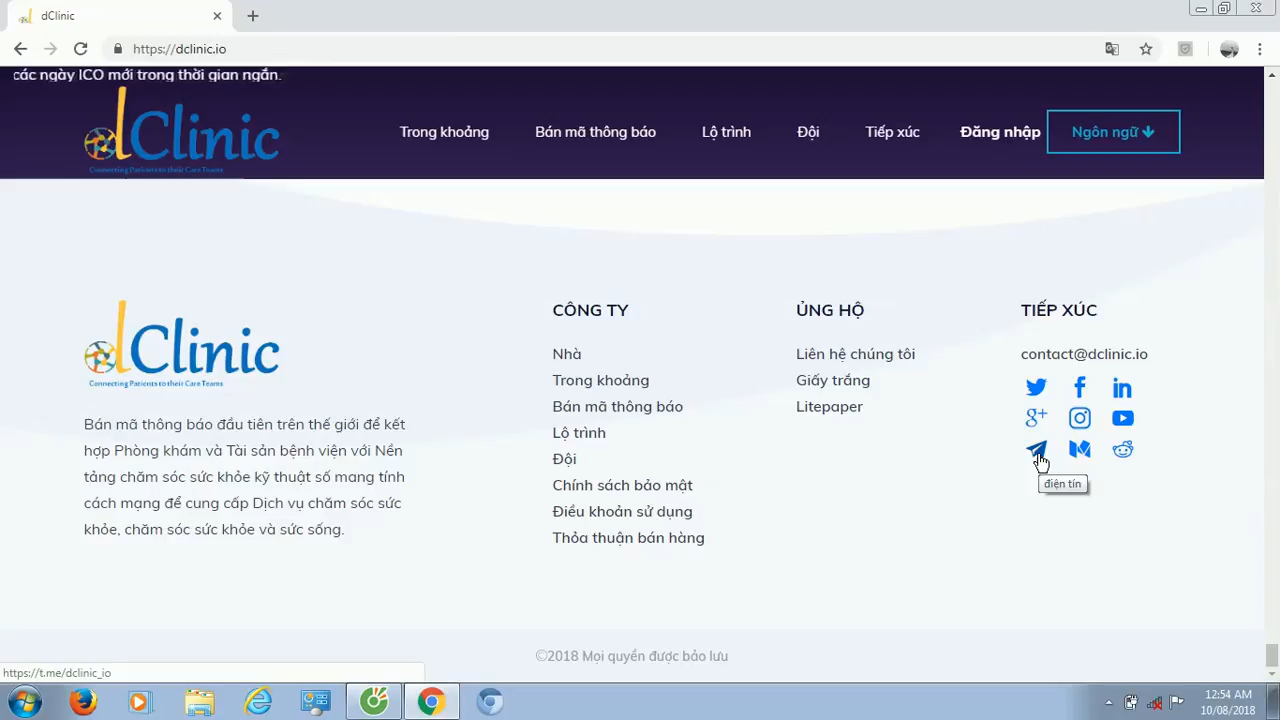 dClinic
https://dclinic.io
các ngày ICO mới trong thời gian ngắn.
dClinic
Connecting Patients to their Care Teams
Trong khoảng
Bán mã thông báo
Lộ trình
Đội
Tiếp xúc
Đăng nhập
Ngôn ngữ
dClinic
Connecting Patients to their Care Teams
Bán mã thông báo đầu tiên trên thế giới để kết
hợp Phòng khám và Tài sản bệnh viện với Nền
tảng chăm sóc sức khỏe kỹ thuật số mang tính
cách mạng để cung cấp Dịch vụ chăm sóc sức
khỏe, chăm sóc sức khỏe và sức sống.
CÔNG TY
Nhà
Trong khoảng
Bán mã thông báo
Lộ trình
Đội
Chính sách bảo mật
Điều khoản sử dụng
Thỏa thuận bán hàng
ỦNG HỘ
Liên hệ chúng tôi
Giấy trắng
Litepaper
TIẾP XÚC
contact@dclinic.io
điện tín
©2018 Mọi quyền được bảo lưu
https://t.me/dclinic_io
12:54 AM
10/08/2018